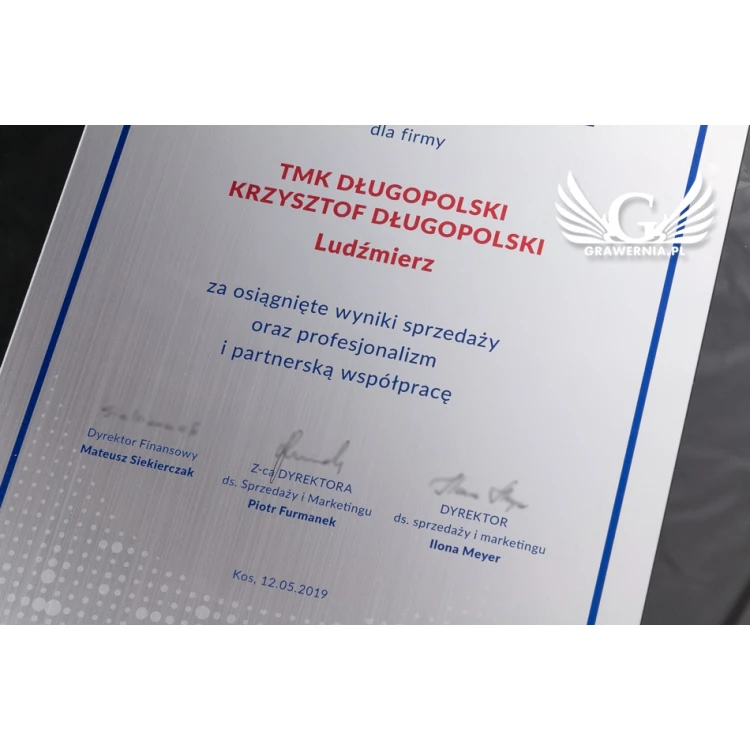 dla firmy
TMK DŁUGOPOLSKI
KRZYSZTOF DŁUGOPOLSKI
Ludźmierz
za osiągnięte wyniki sprzedaży
oraz profesjonalizm
i partnerską współpracę
Dyrektor Finansowy
Mateusz Siekierczak
Z-ca DYREKTORA
ds. Sprzedaży i Marketingu
Piotr Furmanek
DYREKTOR
ds. sprzedaży i marketingu
Ilona Meyer
Kos, 12.05.2019
G
GRAWERNIA.PL